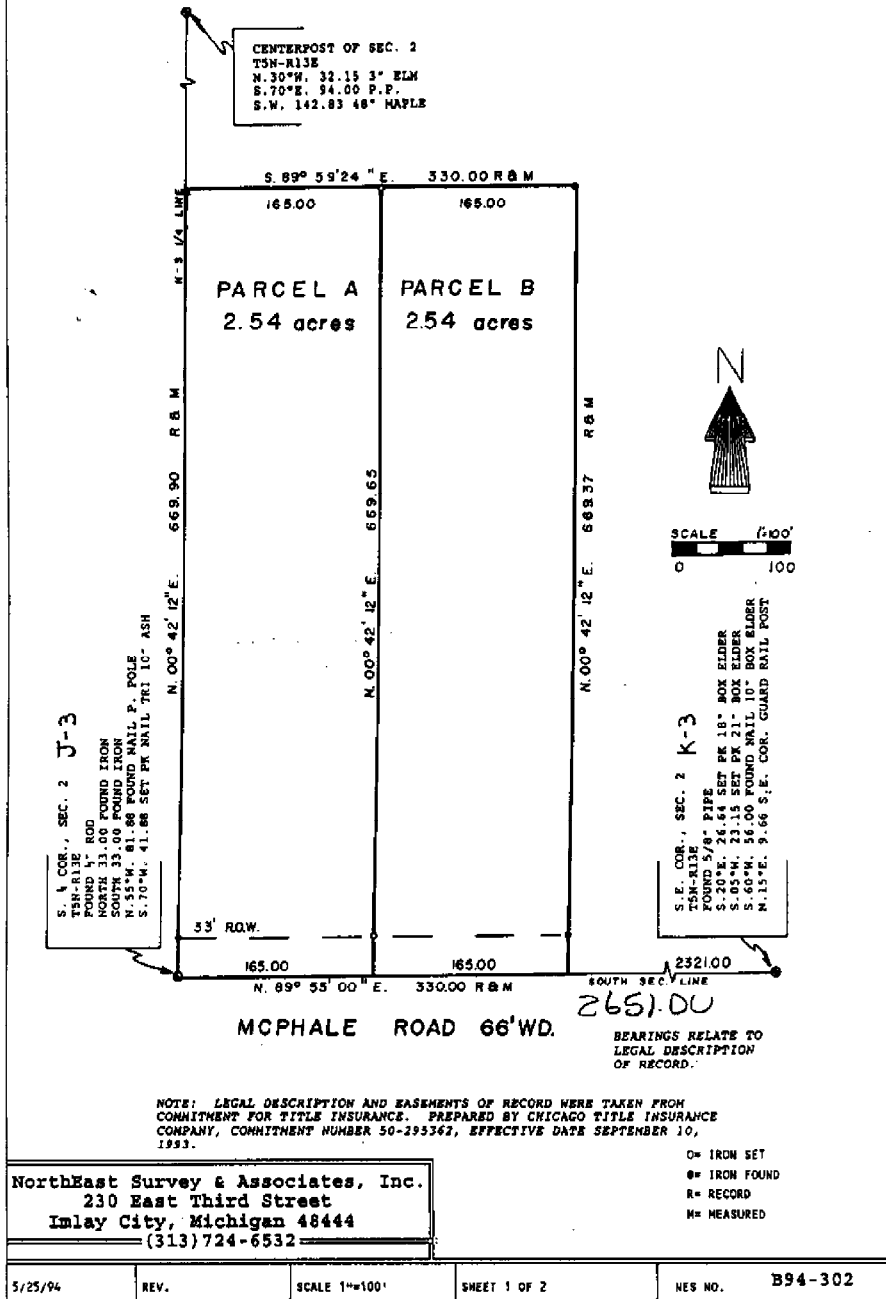 CENTERPOST OF SEC. 2
T5N-R13E
N.30°W. 32.15 3" ELM
S.70°E. 94.00 P.P.
S.W. 142.83 48" MAPLE
S. 89° 59'24"E. 330.00 R & M
165.00 165.00
N-S 1/4 LINE
PARCEL A
2.54 acres
PARCEL B
2.54 acres
N. 00° 42' 12"E. 669.90 R & M
N. 00° 42' 12"E. 669.65
N. 00° 42' 12"E. 669.37 R & M
N
SCALE 1"=100'
0 100
S. ¼ COR., SEC. 2 J-3
T5N-R13E
FOUND ½" ROD
NORTH 33.00 FOUND IRON
SOUTH 33.00 FOUND IRON
N.55°W. 81.88 FOUND NAIL P. POLE
S.70°W. 41.88 SET PK NAIL TRI 10" ASH
S.E. COR., SEC. 2 K-3
T5N-R13E
FOUND 5/8" PIPE
S.20°E. 26.64 SET PK 18" BOX ELDER
S.05°W. 23.15 SET PK 21" BOX ELDER
S.60°W. 56.00 FOUND NAIL 10" BOX ELDER
N.15°E. 9.66 S.E. COR. GUARD RAIL POST
33' R.O.W.
165.00 165.00 2321.00
N. 89° 55' 00"E. 330.00 R & M SOUTH SEC. LINE
2651.00
MCPHALE ROAD 66'WD.
BEARINGS RELATE TO
LEGAL DESCRIPTION
OF RECORD.
NOTE: LEGAL DESCRIPTION AND EASEMENTS OF RECORD WERE TAKEN FROM
COMMITMENT FOR TITLE INSURANCE. PREPARED BY CHICAGO TITLE INSURANCE
COMPANY, COMMITMENT NUMBER 50-295362, EFFECTIVE DATE SEPTEMBER 10,
1993.
O= IRON SET
●= IRON FOUND
R= RECORD
M= MEASURED
NorthEast Survey & Associates, Inc.
230 East Third Street
Imlay City, Michigan 48444
(313)724-6532
5/25/94 REV. SCALE 1"=100' SHEET 1 OF 2 NES NO. B94-302